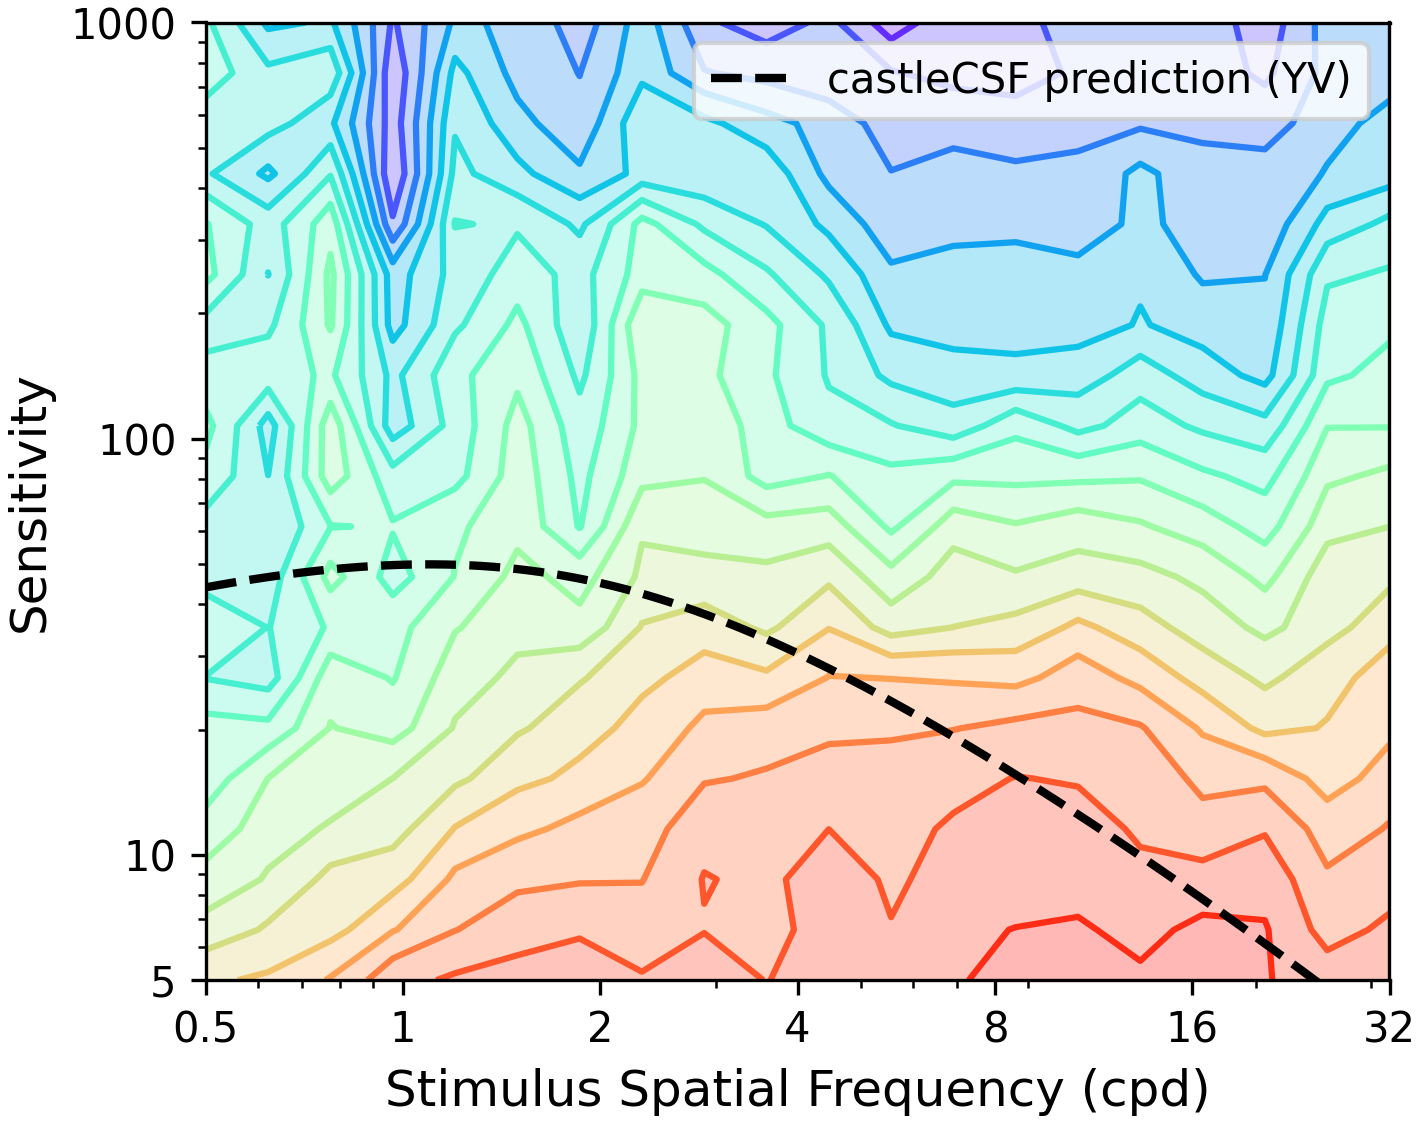 1000
castleCSF prediction (YV)
Sensitivity
100
10
5
0.5 1 2 4 8 16 32
Stimulus Spatial Frequency (cpd)